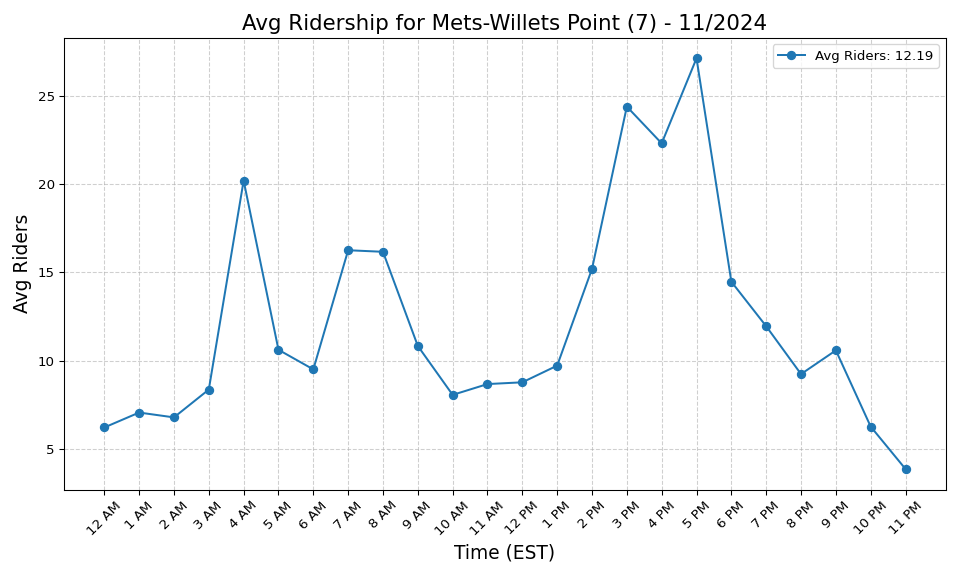 Avg Ridership for Mets-Willets Point (7) - 11/2024
Avg Riders: 12.19
Avg Riders
25
20
15
10
5
12 AM
1 AM
2 AM
3 AM
4 AM
5 AM
6 AM
7 AM
8 AM
9 AM
10 AM
11 AM
12 PM
1 PM
2 PM
3 PM
4 PM
5 PM
6 PM
7 PM
8 PM
9 PM
10 PM
11 PM
Time (EST)